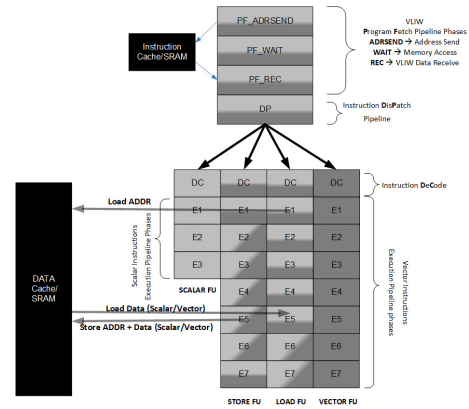 PF_ADRSEND
PF_WAIT
PF_REC
DP
Instruction
Cache/SRAM
VLIW
Program Fetch Pipeline Phases
ADRSEND → Address Send
WAIT → Memory Access
REC → VLIW Data Receive
Instruction DisPatch
Pipeline
DC DC DC DC
Instruction DeCode
Load ADDR
E1 E1 E1 E1
E2 E2 E2 E2
E3 E3 E3 E3
Scalar Instructions
Execution Pipeline Phases
SCALAR FU
E4 E4 E4
DATA
Cache/
SRAM
Load Data (Scalar/Vector)
Store ADDR + Data (Scalar/Vector)
E5 E5 E5
E6 E6 E6
E7 E7 E7
Vector Instructions
Execution Pipeline phases
STORE FU LOAD FU VECTOR FU